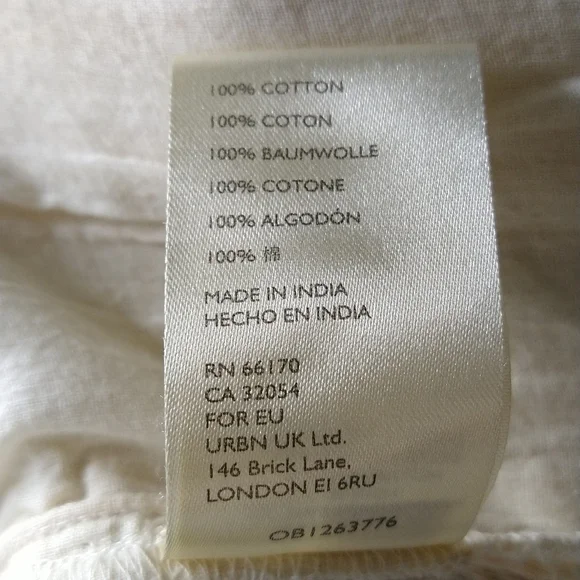 100% COTTON
100% COTON
100% BAUMWOLLE
100% COTONE
100% ALGODÓN
100% 棉
MADE IN INDIA
HECHO EN INDIA
RN 66170
CA 32054
FOR EU
URBN UK Ltd.
146 Brick Lane,
LONDON E1 6RU
OB1263776